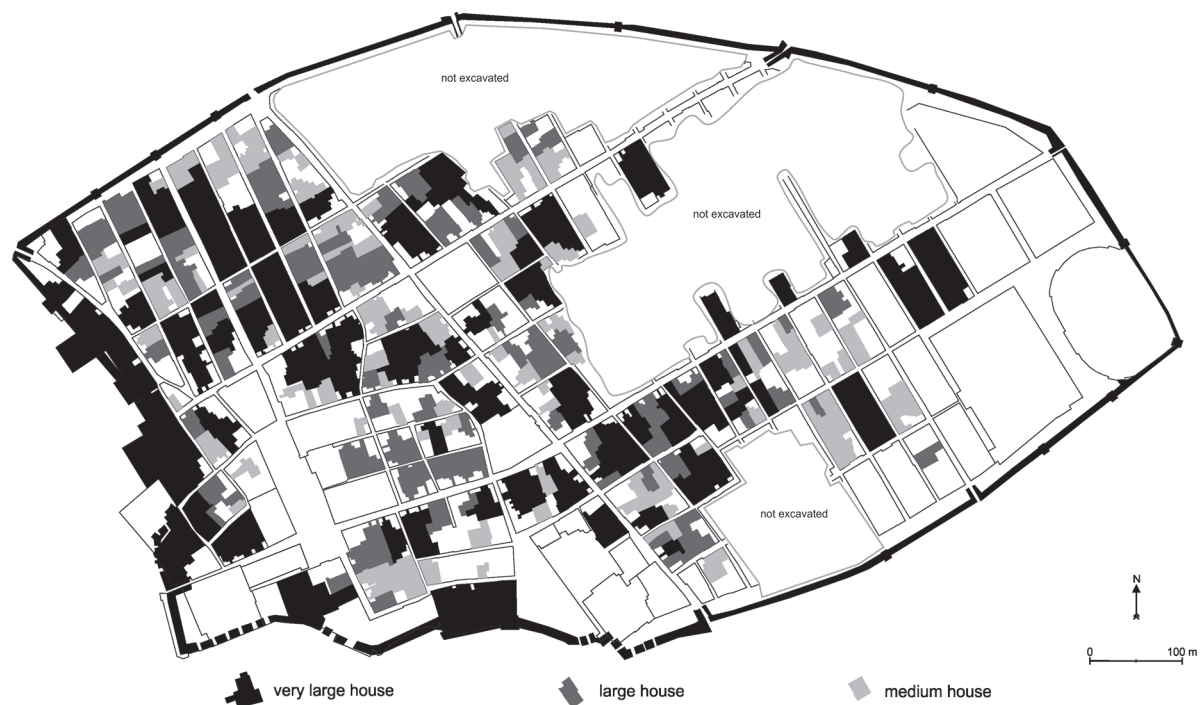 not excavated
not excavated
not excavated
N
0 100 m
very large house large house medium house